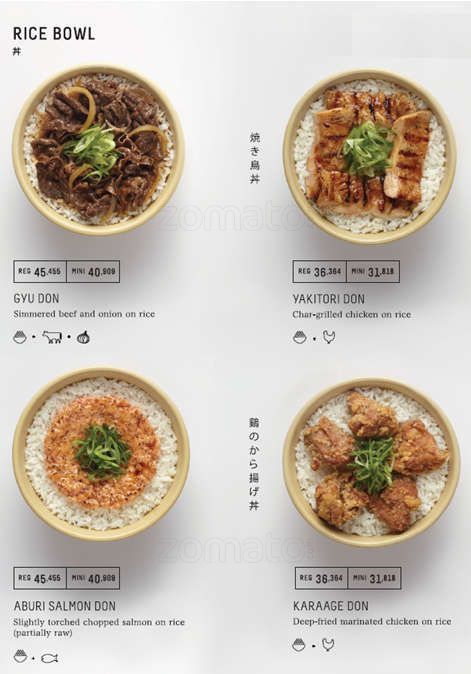 RICE BOWL
丼
焼き鳥丼
REG 45.455 MINI 40.909
GYU DON
Simmered beef and onion on rice
REG 36.364 MINI 31.818
YAKITORI DON
Char-grilled chicken on rice
zomato
鶏のから揚げ丼
REG 45.455 MINI 40.909
ABURI SALMON DON
Slightly torched chopped salmon on rice
(partially raw)
REG 36.364 MINI 31.818
KARAAGE DON
Deep-fried marinated chicken on rice
zomato